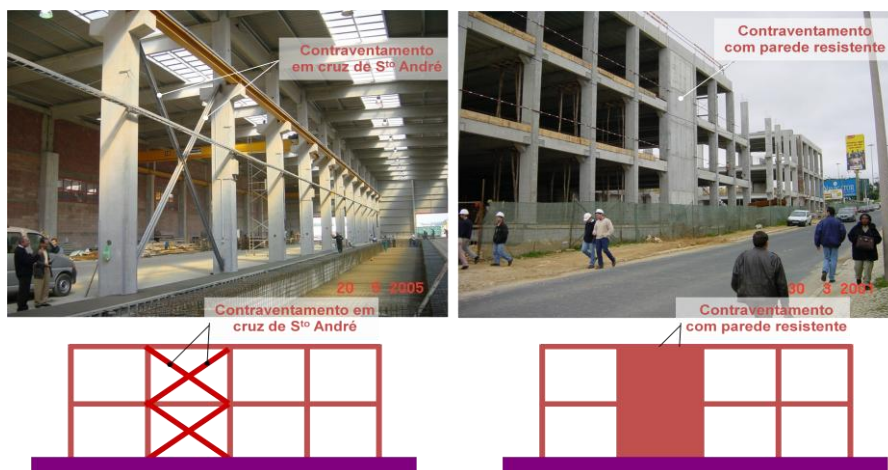 Contraventamento
em cruz de Sto André
Contraventamento
com parede resistente
20 5 2005
30 3 2001
Contraventamento em
cruz de Sto André
Contraventamento
com parede resistente